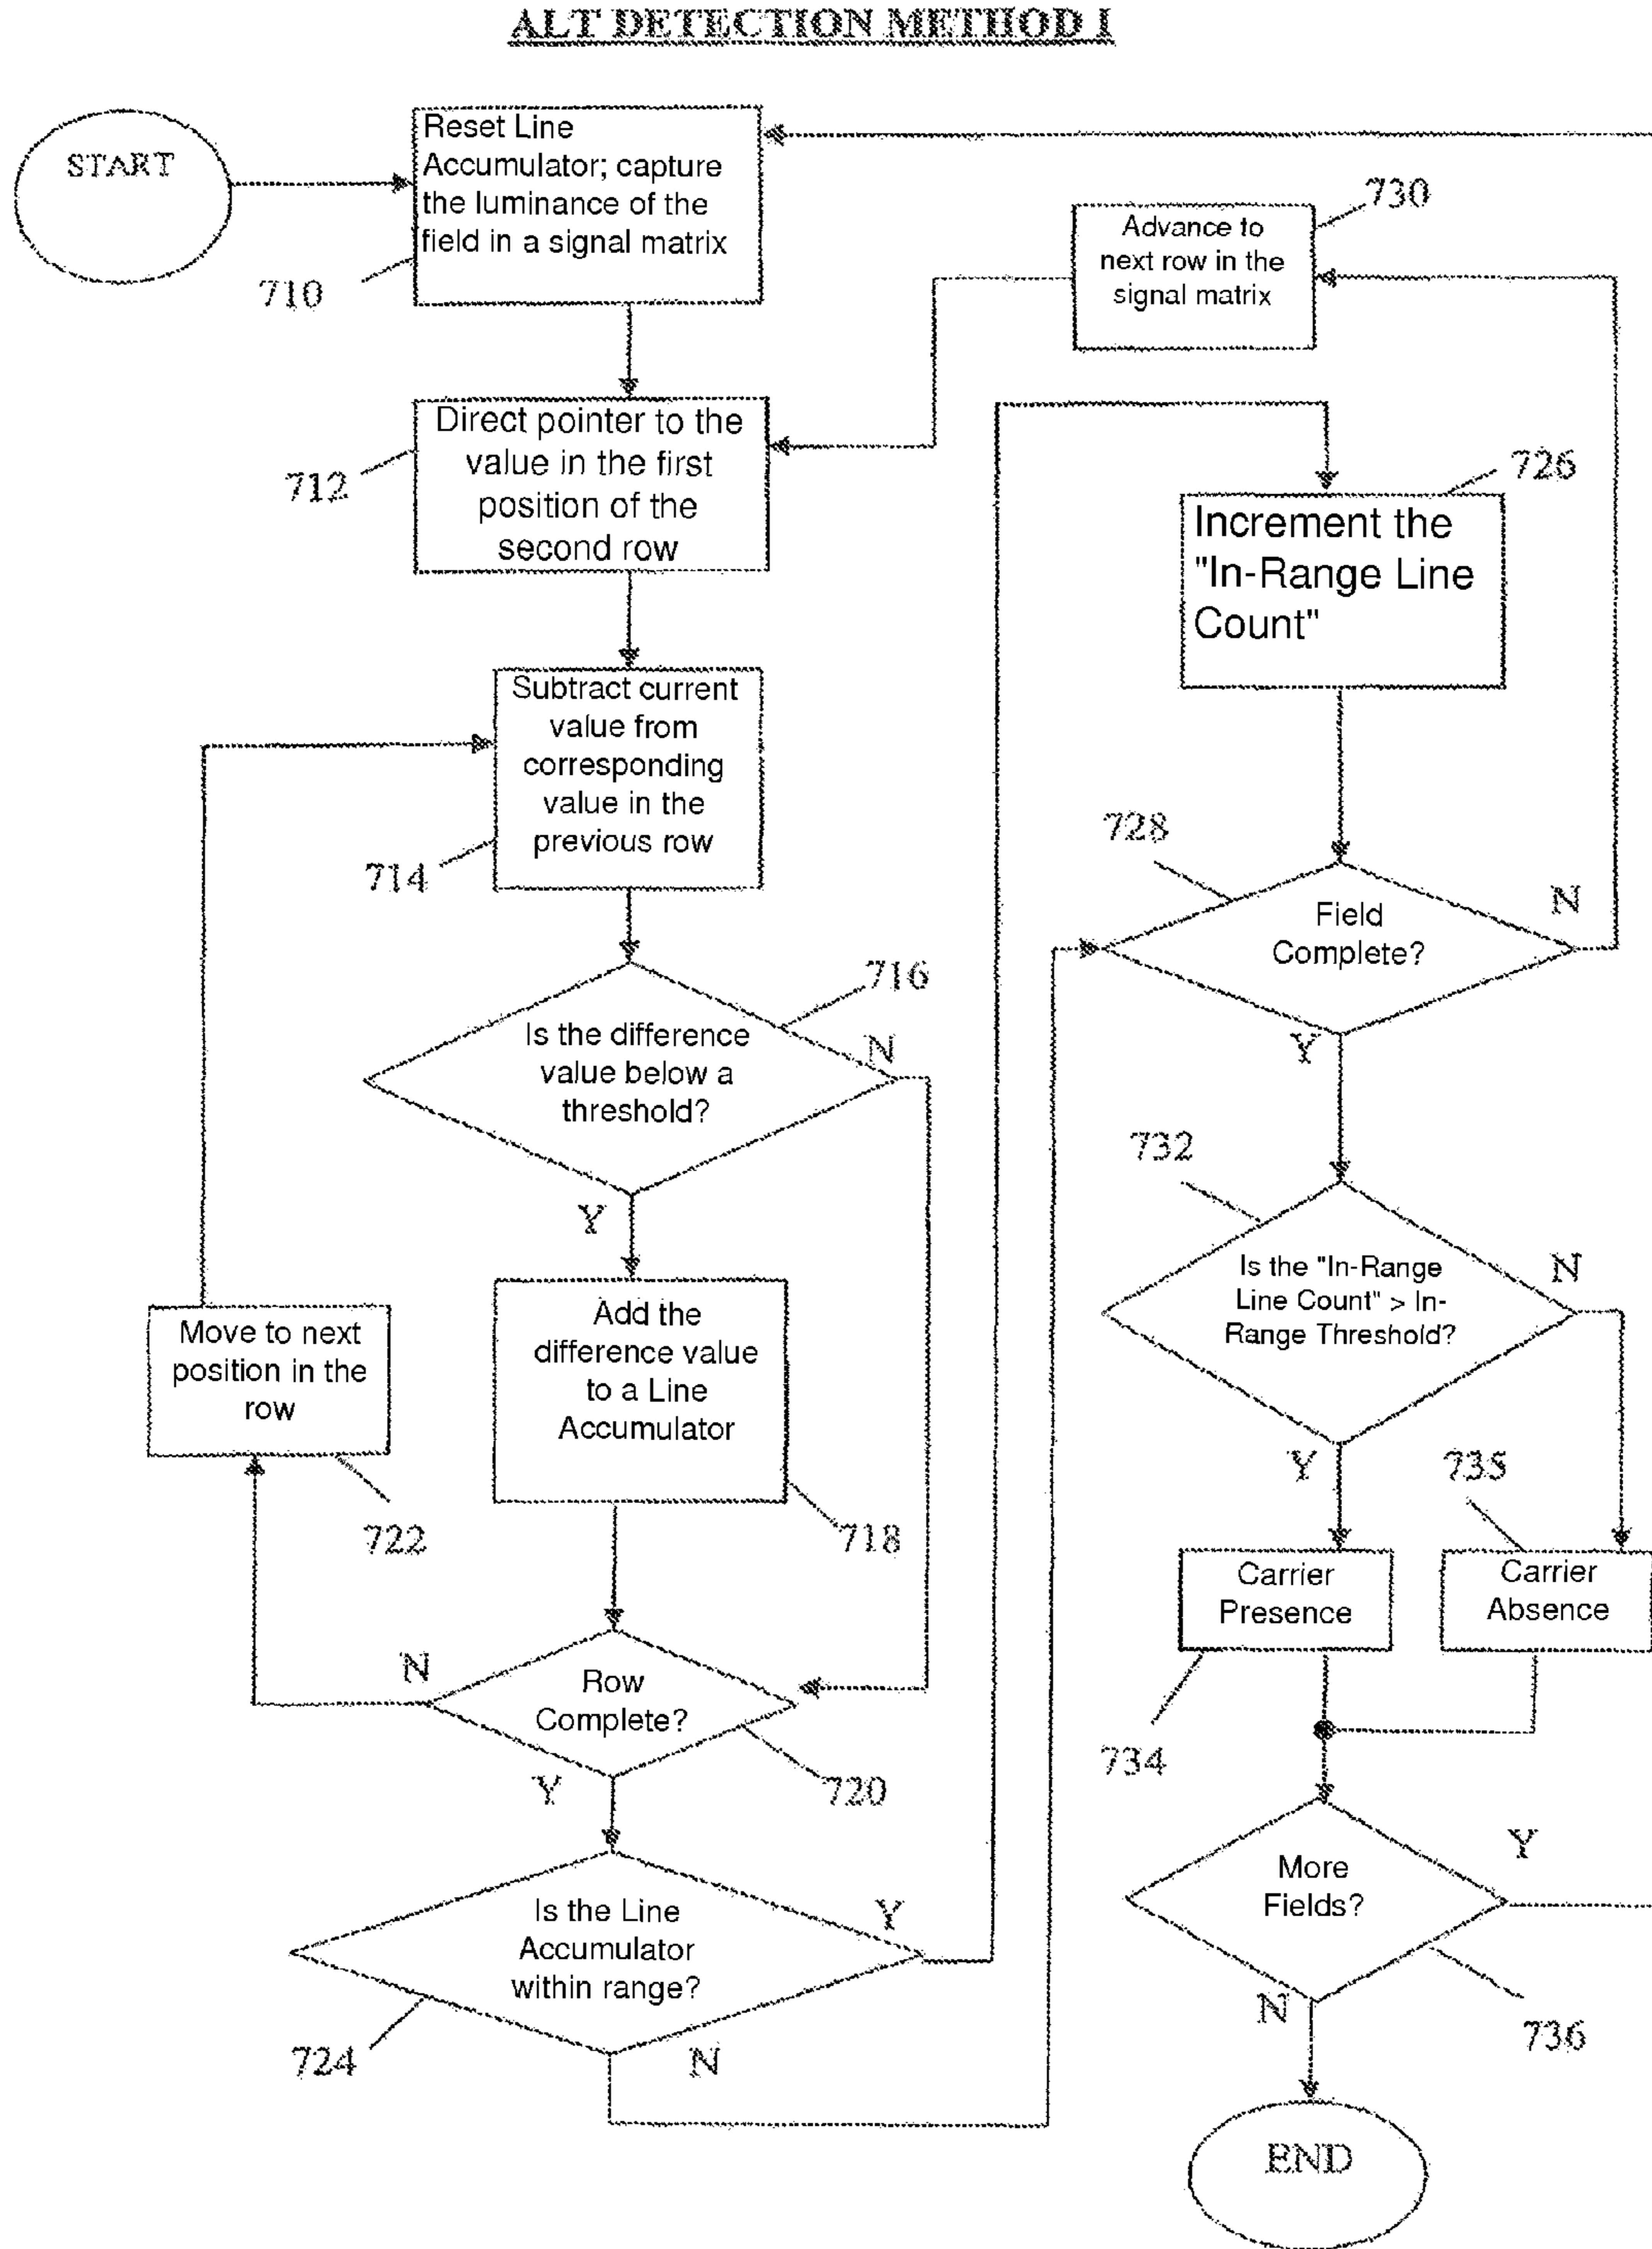 ALT DETECTION METHOD I
START
Reset Line
Accumulator; capture
the luminance of the
field in a signal matrix
710
730
Advance to
next row in the
signal matrix
Direct pointer to the
value in the first
position of the
second row
712
726
Increment the
"In-Range Line
Count"
Subtract current
value from
corresponding
value in the
previous row
714
728
Field
Complete?
N
Y
716
Is the difference
value below a
threshold?
N
Y
732
Is the "In-Range
Line Count" > In-
Range Threshold?
N
Y
Add the
difference value
to a Line
Accumulator
718
Move to next
position in the
row
722
735
Carrier
Presence
734
Carrier
Absence
N
Row
Complete?
Y
720
More
Fields?
Y
N
736
Is the Line
Accumulator
within range?
Y
N
724
END